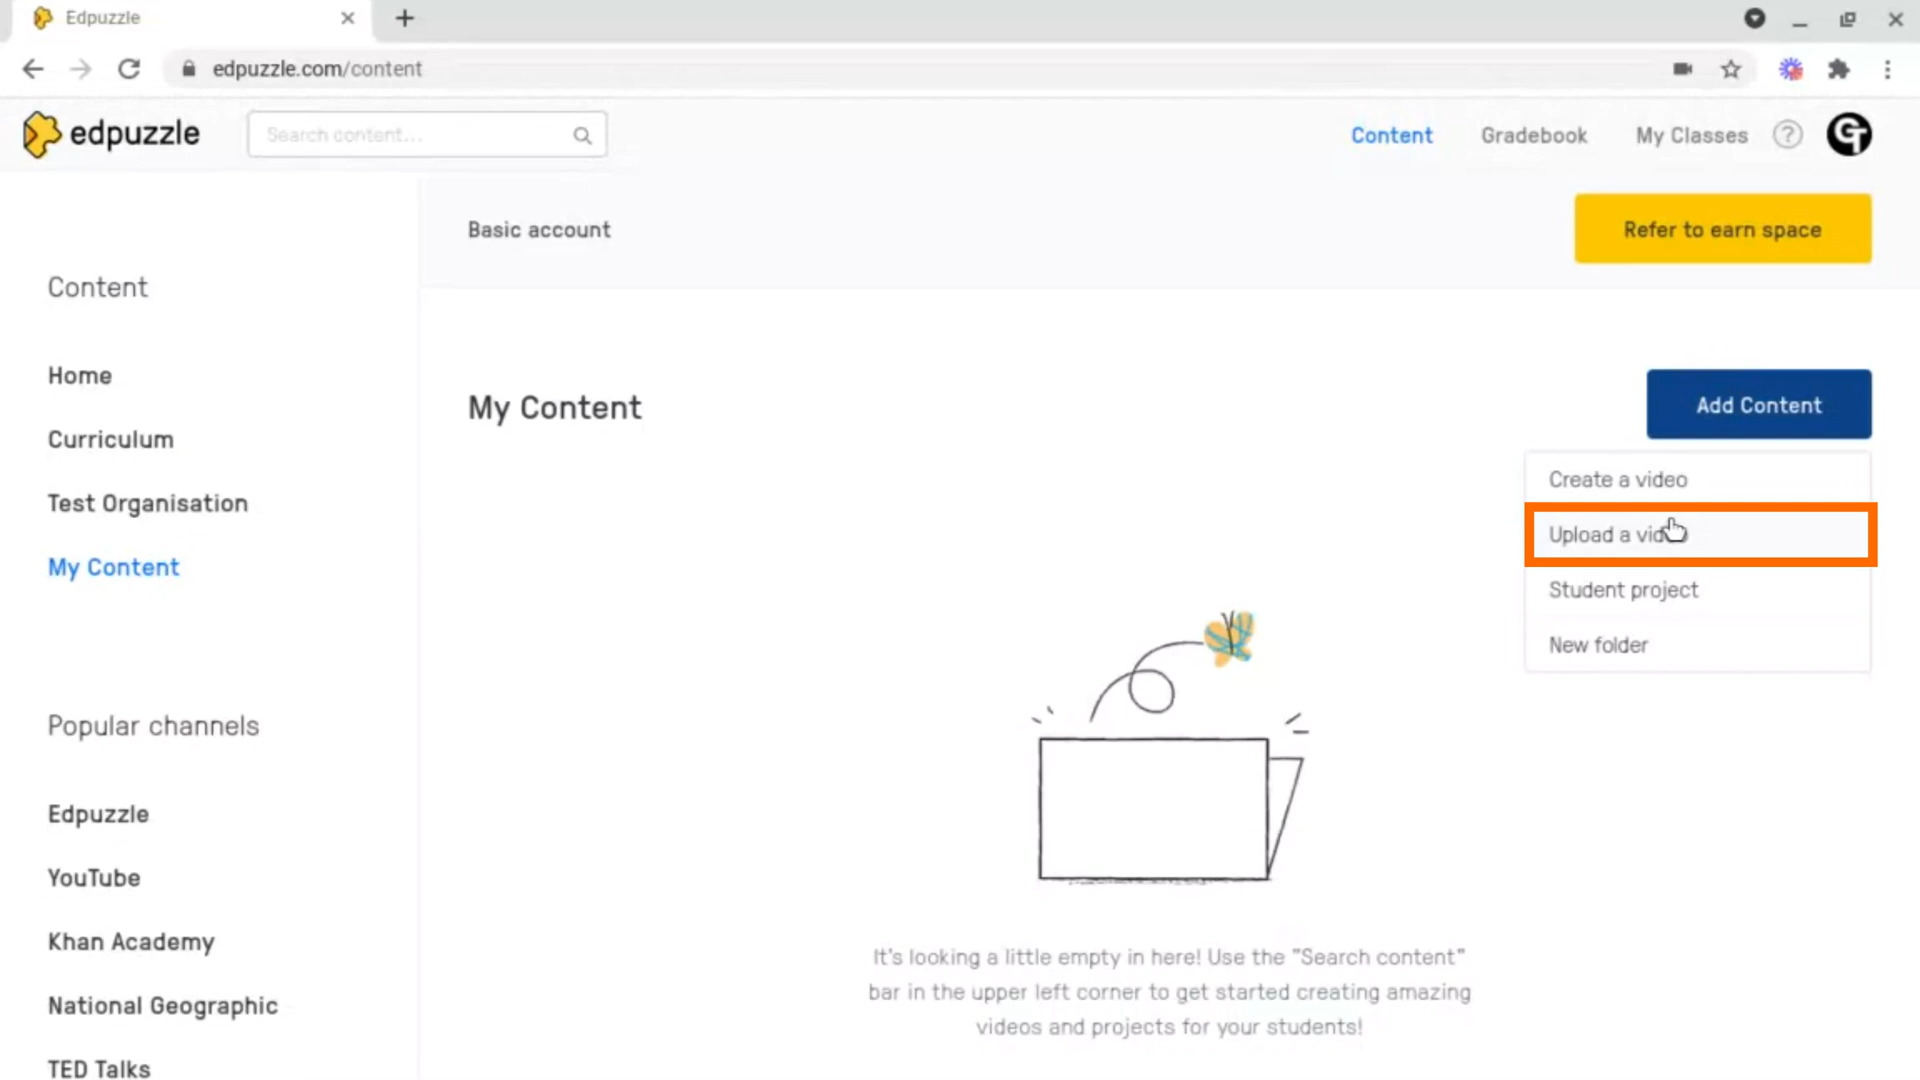 Edpuzzle
edpuzzle.com/content
edpuzzle
Search content...
Content
Gradebook
My Classes
?
GT
Basic account
Refer to earn space
Content
Home
Curriculum
Test Organisation
My Content
My Content
Add Content
Create a video
Upload a video
Student project
New folder
Popular channels
Edpuzzle
YouTube
Khan Academy
National Geographic
TED Talks
It's looking a little empty in here! Use the "Search content"
bar in the upper left corner to get started creating amazing
videos and projects for your students!